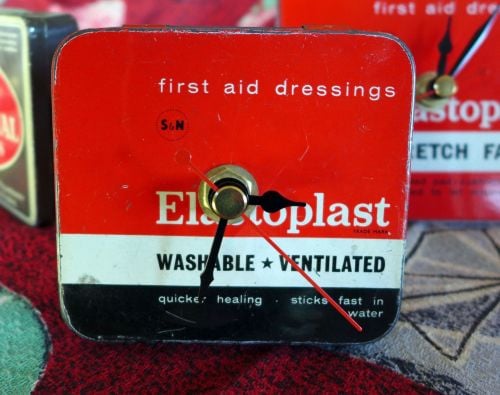 first aid dressings
S&N
Elastoplast
TRADE MARK
WASHABLE ★ VENTILATED
quicker healing · sticks fast in
water
first aid dre
astoplast
ETCH FA